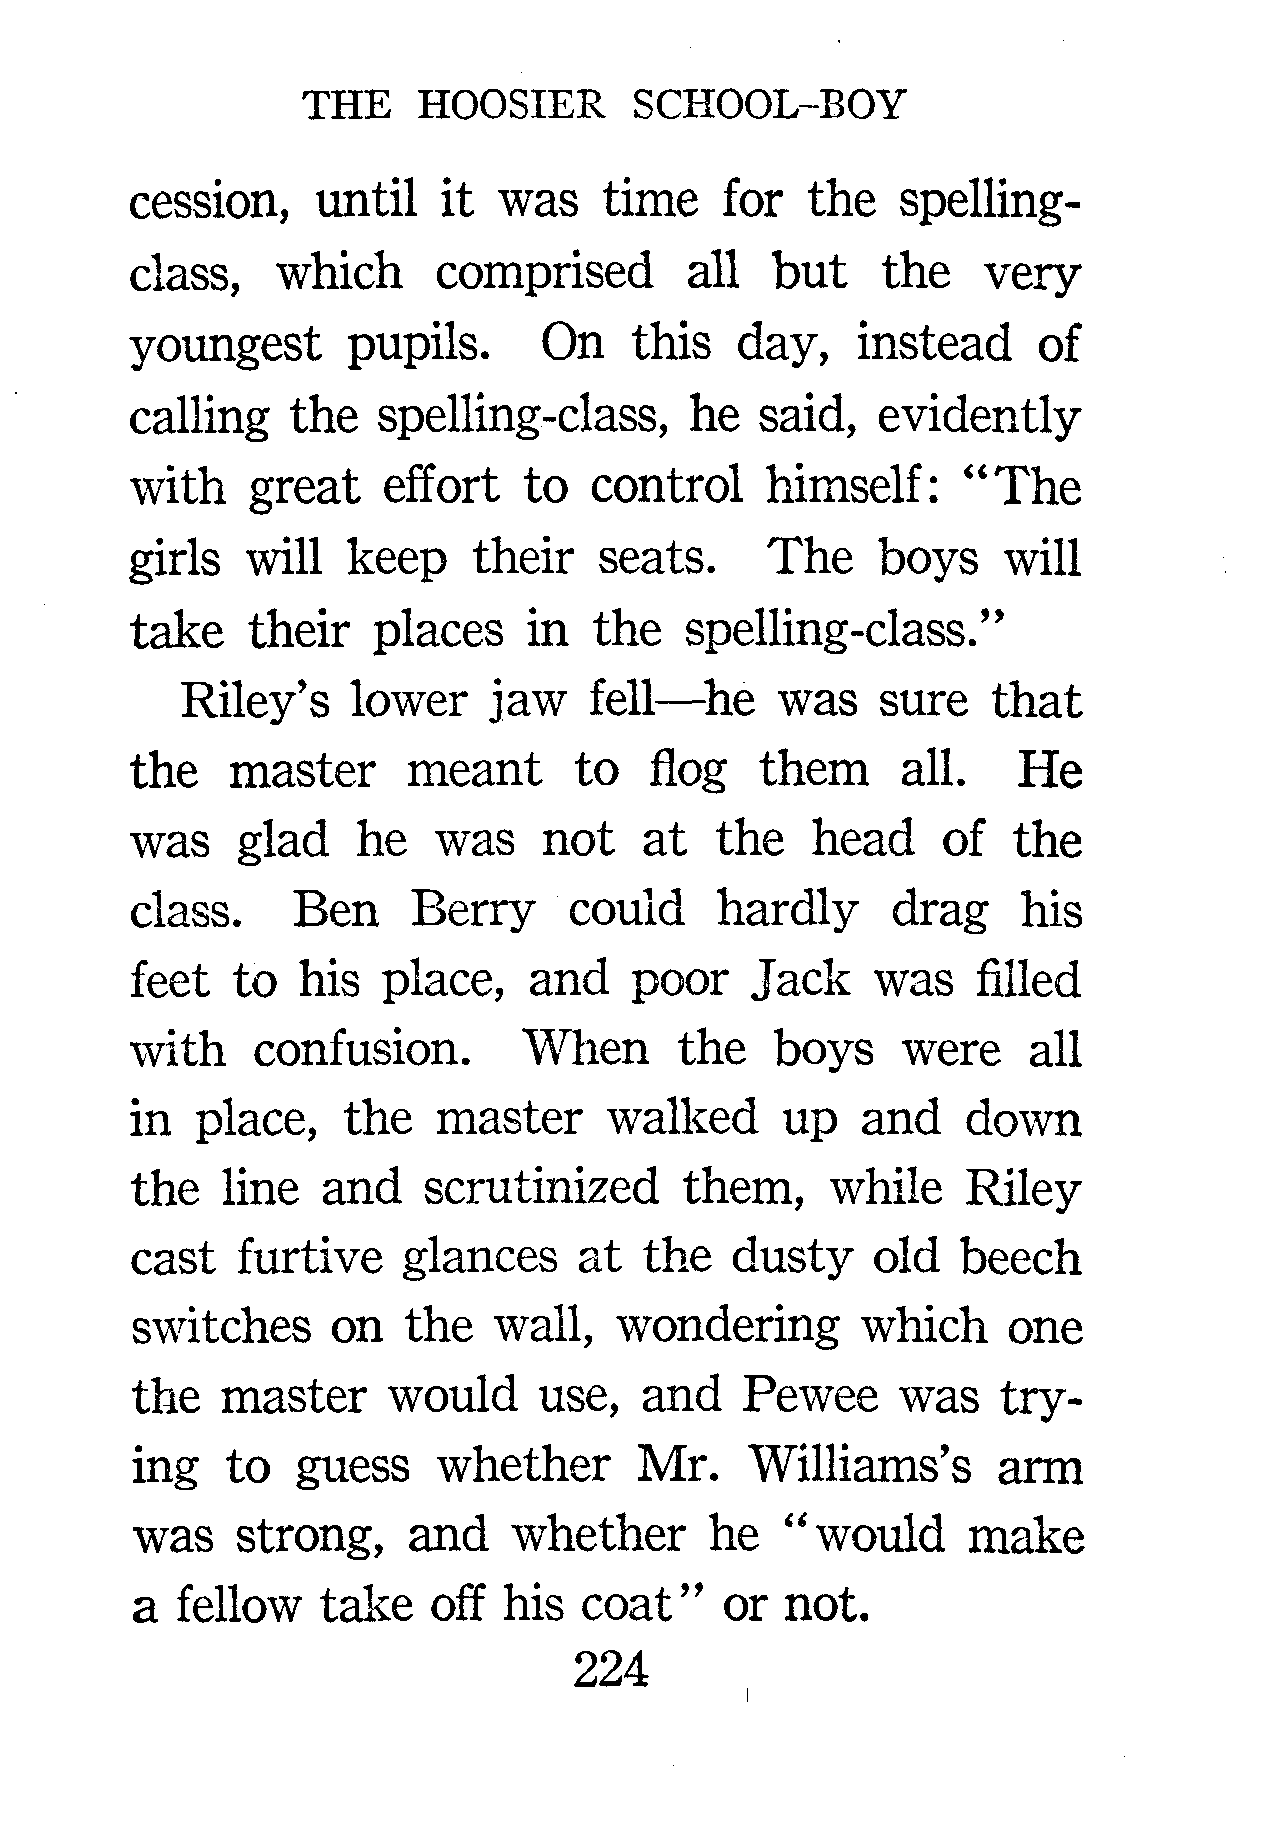 THE HOOSIER SCHOOL-BOY
cession, until it was time for the spelling-
class, which comprised all but the very
youngest pupils. On this day, instead of
calling the spelling-class, he said, evidently
with great effort to control himself: “The
girls will keep their seats. The boys will
take their places in the spelling-class.”
Riley’s lower jaw fell—he was sure that
the master meant to flog them all. He
was glad he was not at the head of the
class. Ben Berry could hardly drag his
feet to his place, and poor Jack was filled
with confusion. When the boys were all
in place, the master walked up and down
the line and scrutinized them, while Riley
cast furtive glances at the dusty old beech
switches on the wall, wondering which one
the master would use, and Pewee was try-
ing to guess whether Mr. Williams’s arm
was strong, and whether he “would make
a fellow take off his coat” or not.
224